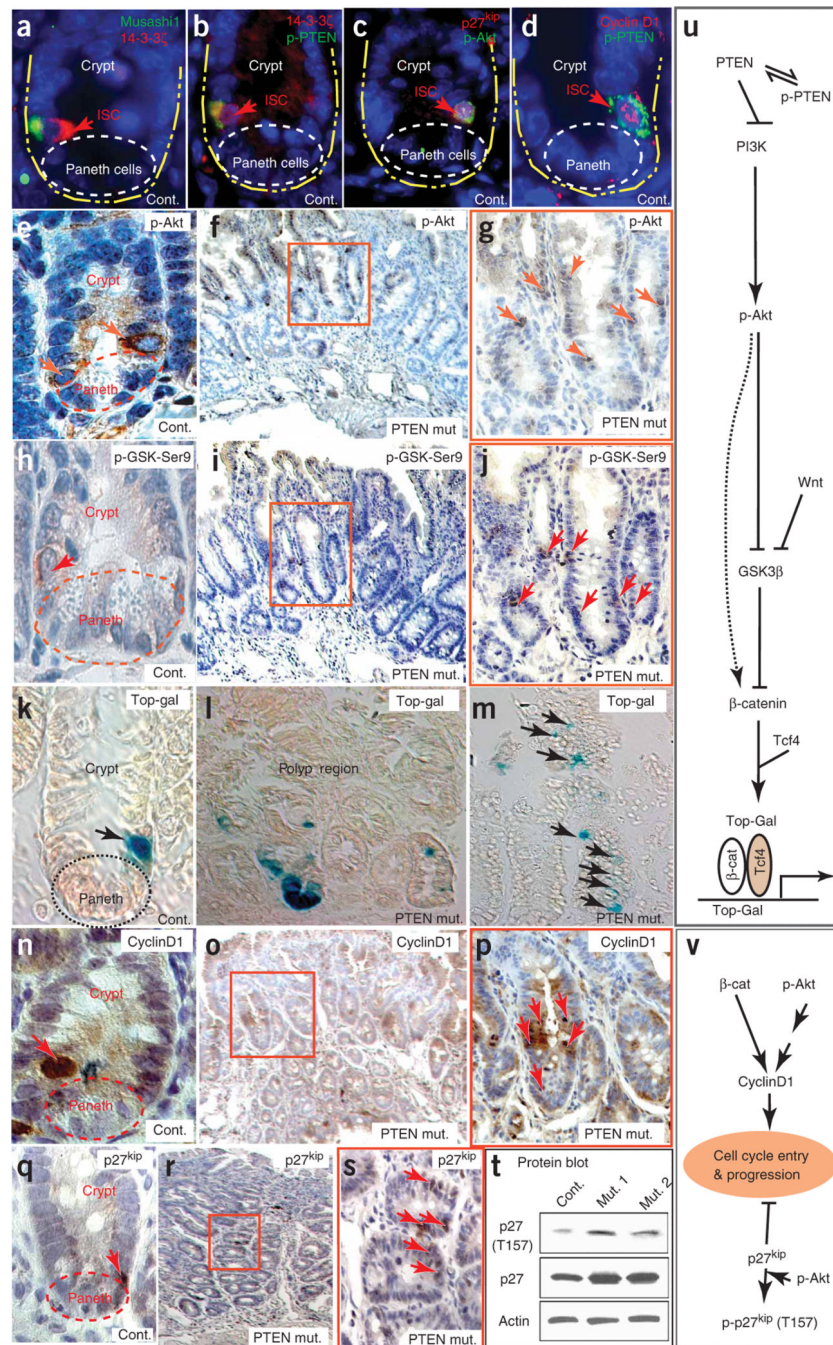 a
Musashi1
14-3-3ζ
Crypt
ISC
Paneth cells
Cont.
b
14-3-3ζ
p-PTEN
Crypt
ISC
Paneth cells
Cont.
c
p27kip
p-Akt
Crypt
ISC
Paneth cells
Cont.
d
Cyclin D1
p-PTEN
Crypt
ISC
Paneth
Cont.
e
p-Akt
Crypt
Paneth
Cont.
f
p-Akt
PTEN mut
g
p-Akt
PTEN mut
h
p-GSK-Ser9
Crypt
Paneth
Cont.
i
p-GSK-Ser9
PTEN mut.
j
p-GSK-Ser9
PTEN mut.
k
Top-gal
Crypt
Paneth
Cont.
l
Top-gal
Polyp region
PTEN mut.
m
Top-gal
PTEN mut.
n
CyclinD1
Crypt
Paneth
Cont.
o
CyclinD1
PTEN mut.
p
CyclinD1
PTEN mut.
q
p27kip
Crypt
Paneth
Cont.
r
p27kip
PTEN mut.
s
p27kip
PTEN mut.
t
Protein blot
Cont.
Mut. 1
Mut. 2
p27
(T157)
p27
Actin
u
PTEN
p-PTEN
PI3K
p-Akt
Wnt
GSK3β
β-catenin
Tcf4
Top-Gal
β-cat
Tcf4
Top-Gal
v
β-cat
p-Akt
CyclinD1
Cell cycle entry
& progression
p27kip
p-Akt
p-p27kip (T157)